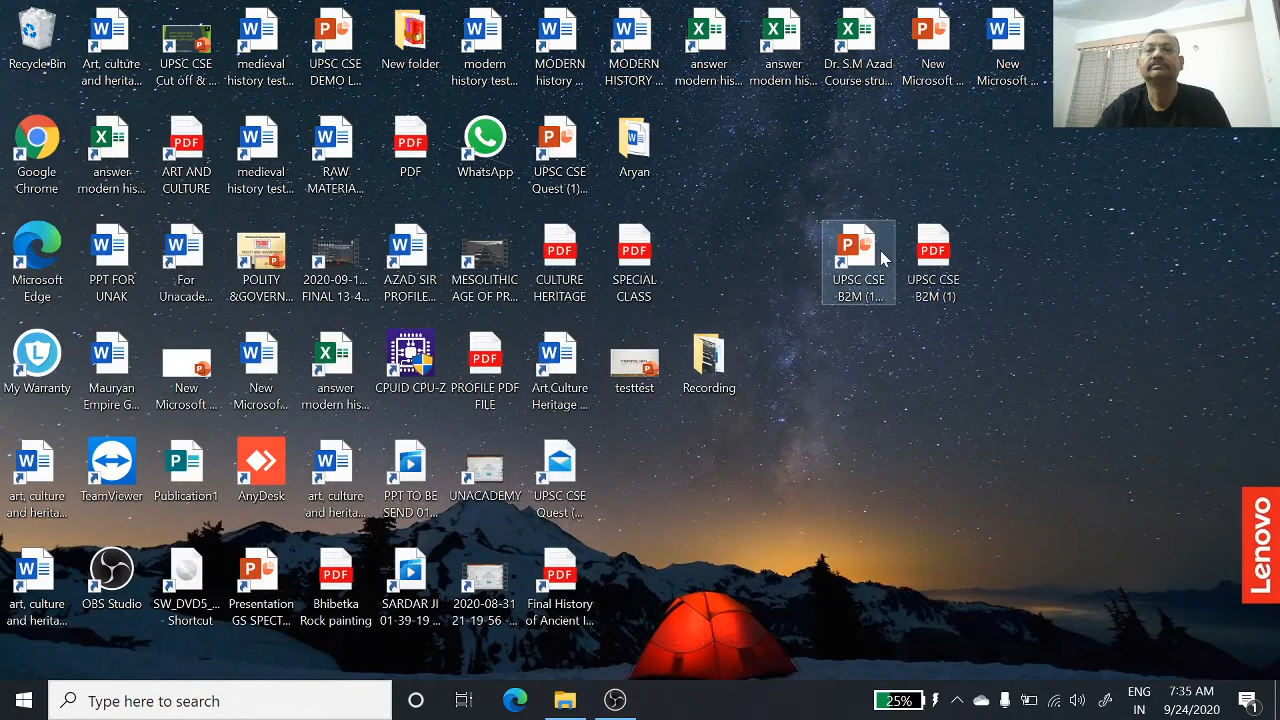 Recycle Bin
Art, culture
and herita...
UPSC CSE
Cut off & ...
medieval
history test...
UPSC CSE
DEMO L...
New folder
modern
history test...
MODERN
history ...
MODERN
HISTORY ...
answer
modern his...
answer
modern his...
Dr. S.M Azad
Course stru...
New
Microsoft ...
New
Microsoft ...
Google
Chrome
answer
modern his...
ART AND
CULTURE
medieval
history test...
RAW
MATERIA...
PDF
WhatsApp
UPSC CSE
Quest (1)...
Aryan
Microsoft
Edge
PPT FOR
UNAK
For
Unacade...
POLITY
&GOVERN...
2020-09-1...
FINAL 13-4...
AZAD SIR
PROFILE...
MESOLITHIC
AGE OF PR...
CULTURE
HERITAGE
SPECIAL
CLASS
UPSC CSE
B2M (1...
UPSC CSE
B2M (1)
My Warranty
Mauryan
Empire G...
New
Microsoft ...
New
Microsof...
answer
modern his...
CPUID CPU-Z
PROFILE PDF
FILE
Art,Culture
Heritage ...
testtést
Recording
art, culture
and herita...
TeamViewer
Publication1
AnyDesk
art, culture
and herita...
PPT TO BE
SEND 01...
UNACADEMY
UPSC CSE
Quest (...
art, culture
and herita...
OBS Studio
SW_DVD5_...
- Shortcut
Presentation
GS SPECT...
Bhibetka
Rock painting
SARDAR JI
01-39-19 ...
2020-08-31
21-19-56 -...
Final History
of Ancient I...
Lenovo
Type here to search
25%
ENG
IN
7:35 AM
9/24/2020
1